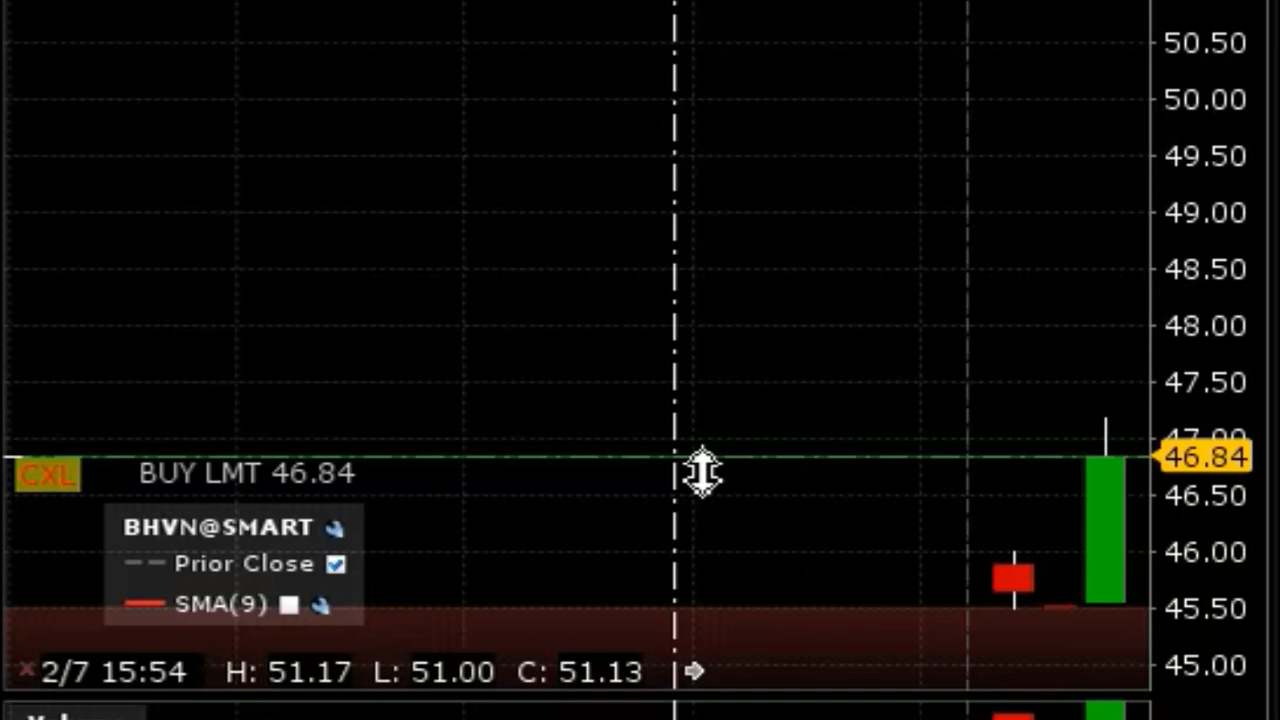 50.50
50.00
49.50
49.00
48.50
48.00
47.50
47.00
46.84
CXL BUY LMT 46.84
46.50
BHVN@SMART
46.00
Prior Close
SMA(9)
45.50
45.00
× 2/7 15:54 H: 51.17 L: 51.00 C: 51.13